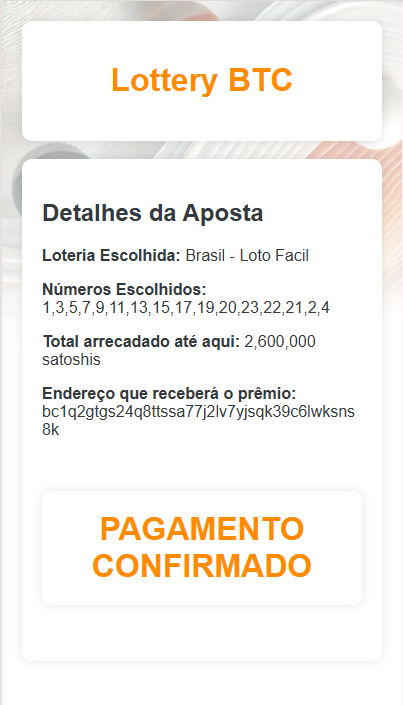 Lottery BTC
Detalhes da Aposta
Loteria Escolhida: Brasil - Loto Facil
Números Escolhidos:
1,3,5,7,9,11,13,15,17,19,20,23,22,21,2,4
Total arrecadado até aqui: 2,600,000
satoshis
Endereço que receberá o prêmio:
bc1q2gtgs24q8ttssa77j2lv7yjsqk39c6lwksns
8k
PAGAMENTO
CONFIRMADO